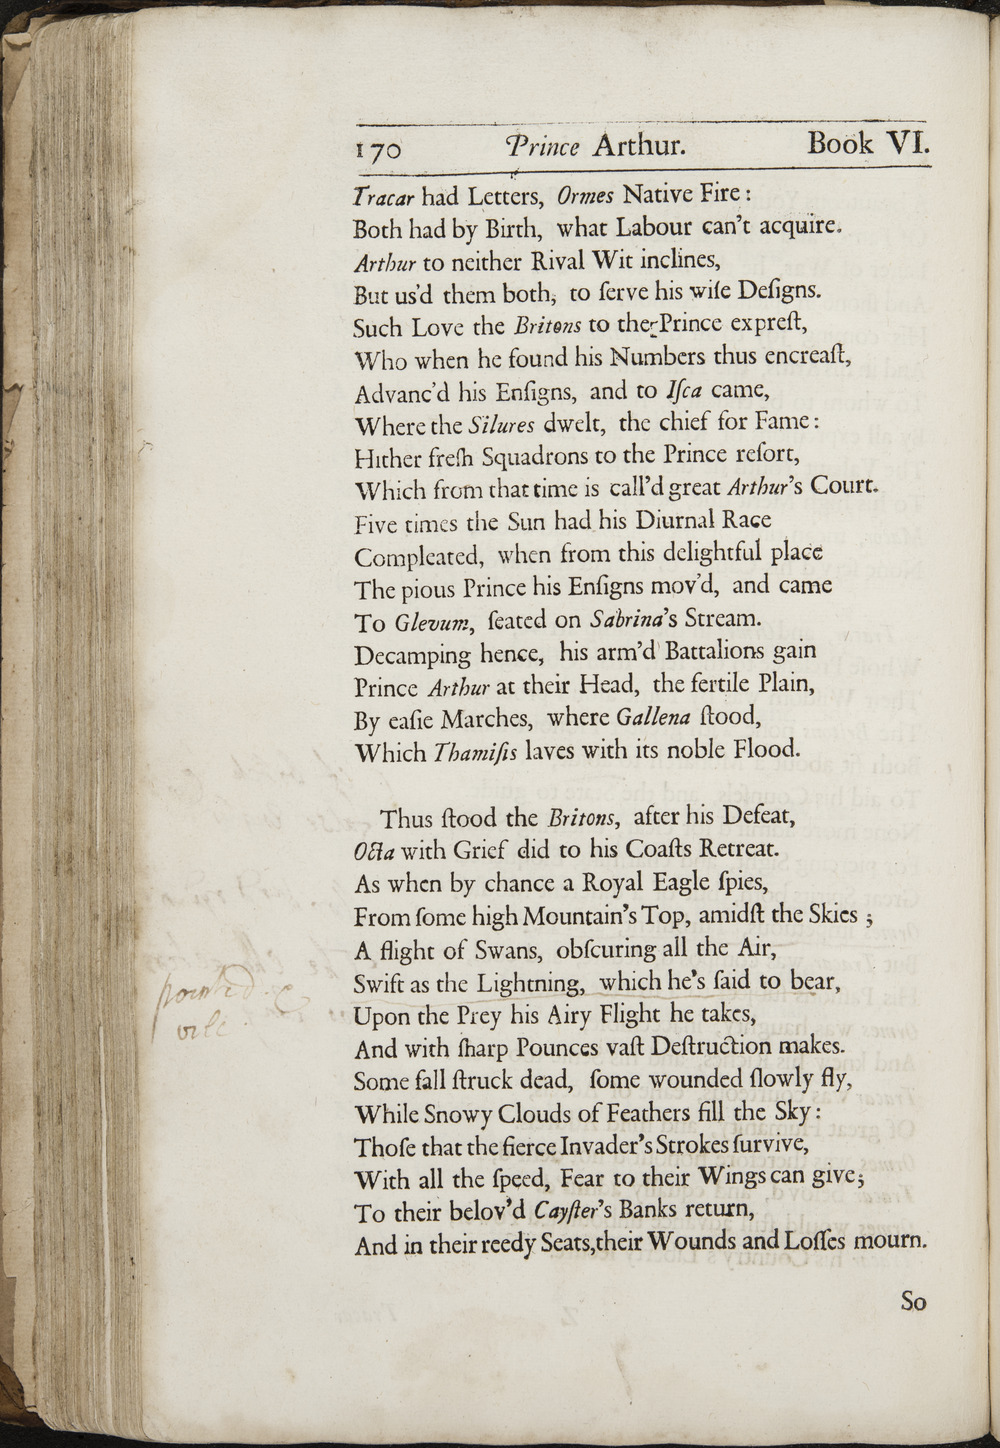 170 Prince Arthur. Book VI.
Tracar had Letters, Ormes Native Fire:
Both had by Birth, what Labour can't acquire.
Arthur to neither Rival Wit inclines,
But us'd them both, to ſerve his wiſe Deſigns.
Such Love the Britons to the Prince expreſt,
Who when he found his Numbers thus encreaſt,
Advanc'd his Enſigns, and to Iſca came,
Where the Silures dwelt, the chief for Fame:
Hither freſh Squadrons to the Prince reſort,
Which from that time is call'd great Arthur's Court.
Five times the Sun had his Diurnal Race
Compleated, when from this delightful place
The pious Prince his Enſigns mov'd, and came
To Glevum, ſeated on Sabrina's Stream.
Decamping hence, his arm'd Battalions gain
Prince Arthur at their Head, the fertile Plain,
By eaſie Marches, where Gallena ſtood,
Which Thamiſis laves with its noble Flood.
Thus ſtood the Britons, after his Defeat,
Octa with Grief did to his Coaſts Retreat.
As when by chance a Royal Eagle ſpies,
From ſome high Mountain's Top, amidſt the Skies;
A flight of Swans, obſcuring all the Air,
Swift as the Lightning, which he's ſaid to bear,
Upon the Prey his Airy Flight he takes,
And with ſharp Pounces vaſt Deſtruction makes.
Some fall ſtruck dead, ſome wounded ſlowly fly,
While Snowy Clouds of Feathers fill the Sky:
Thoſe that the fierce Invader's Strokes ſurvive,
With all the ſpeed, Fear to their Wings can give;
To their belov'd Cayſter's Banks return,
And in their reedy Seats, their Wounds and Loſſes mourn.
So
pointed &
vile